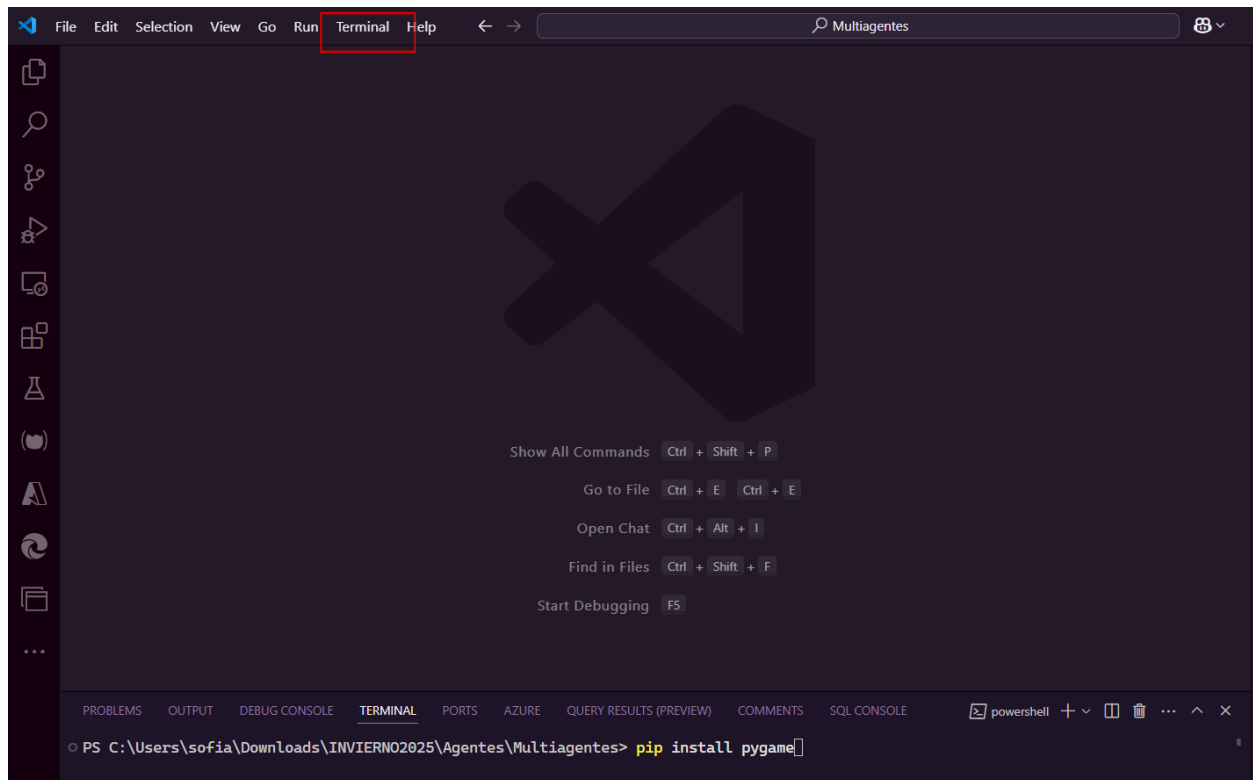 File Edit Selection View Go Run Terminal Help Multiagentes
Show All Commands Ctrl + Shift + P
Go to File Ctrl + E Ctrl + E
Open Chat Ctrl + Alt + I
Find in Files Ctrl + Shift + F
Start Debugging F5
PROBLEMS OUTPUT DEBUG CONSOLE TERMINAL PORTS AZURE QUERY RESULTS (PREVIEW) COMMENTS SQL CONSOLE powershell
PS C:\Users\sofia\Downloads\INVIERNO2025\Agentes\Multiagentes> pip install pygame